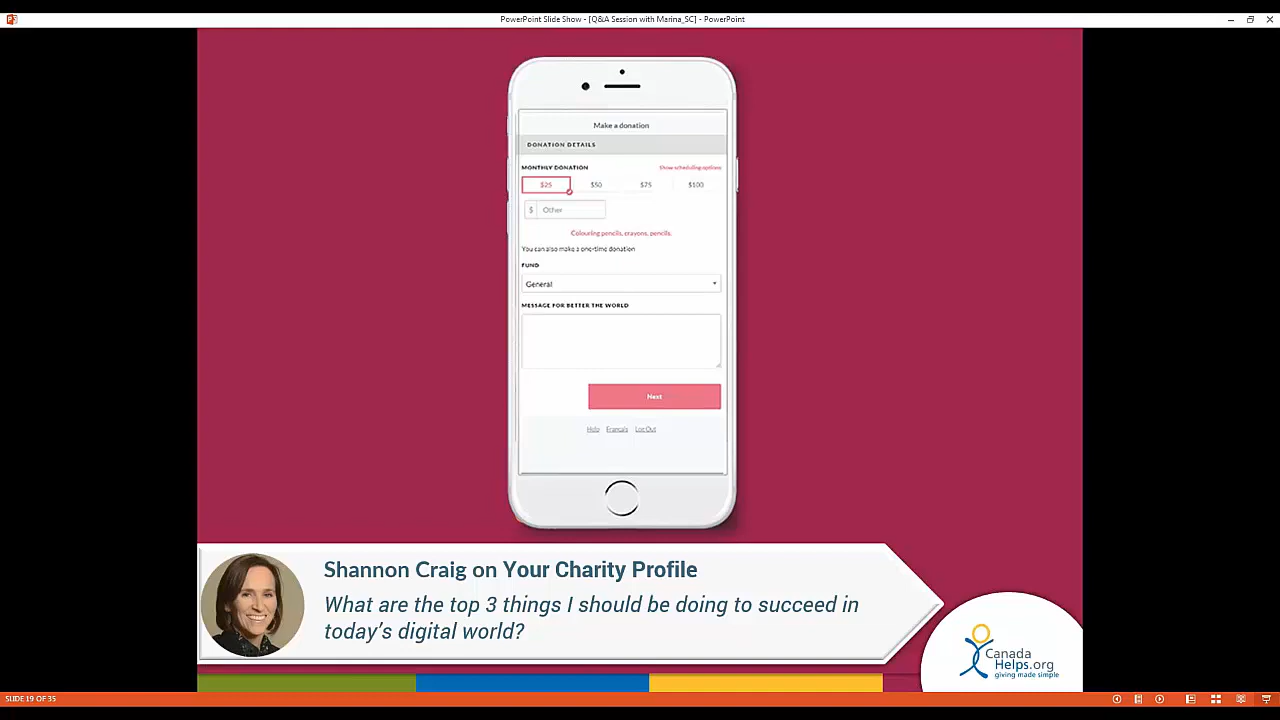 PowerPoint Slide Show - [Q&A Session with Marina_SC] - PowerPoint
Make a donation
DONATION DETAILS
MONTHLY DONATION Show scheduling options
$25 $50 $75 $100
$ Other
Colouring pencils, crayons, pencils.
You can also make a one-time donation
FUND
General
MESSAGE FOR BETTER THE WORLD
Next
Help Français Log Out
Shannon Craig on Your Charity Profile
What are the top 3 things I should be doing to succeed in
today's digital world?
Canada
Helps.org
giving made simple
SLIDE 19 OF 35